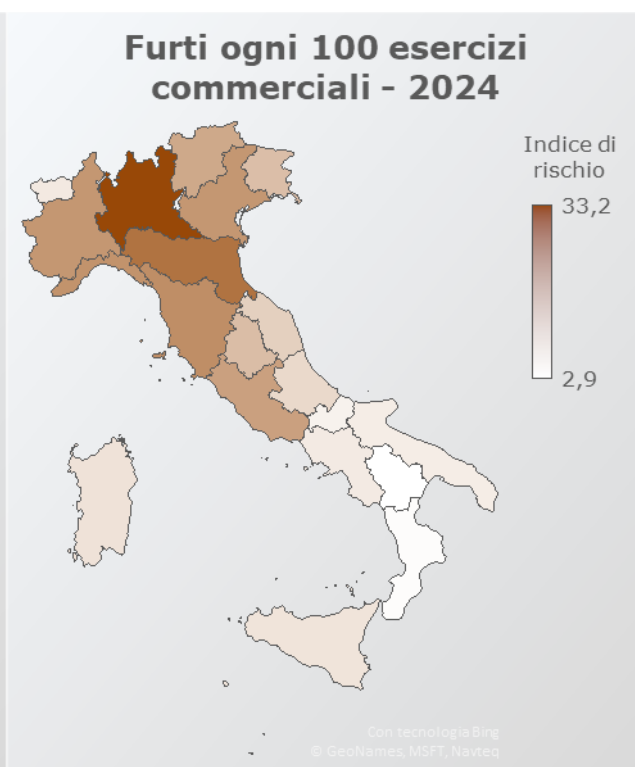 Furti ogni 100 esercizi
commerciali - 2024
Indice di
rischio
33,2
2,9
Con tecnologia Bing
© GeoNames, MSFT, Navteq